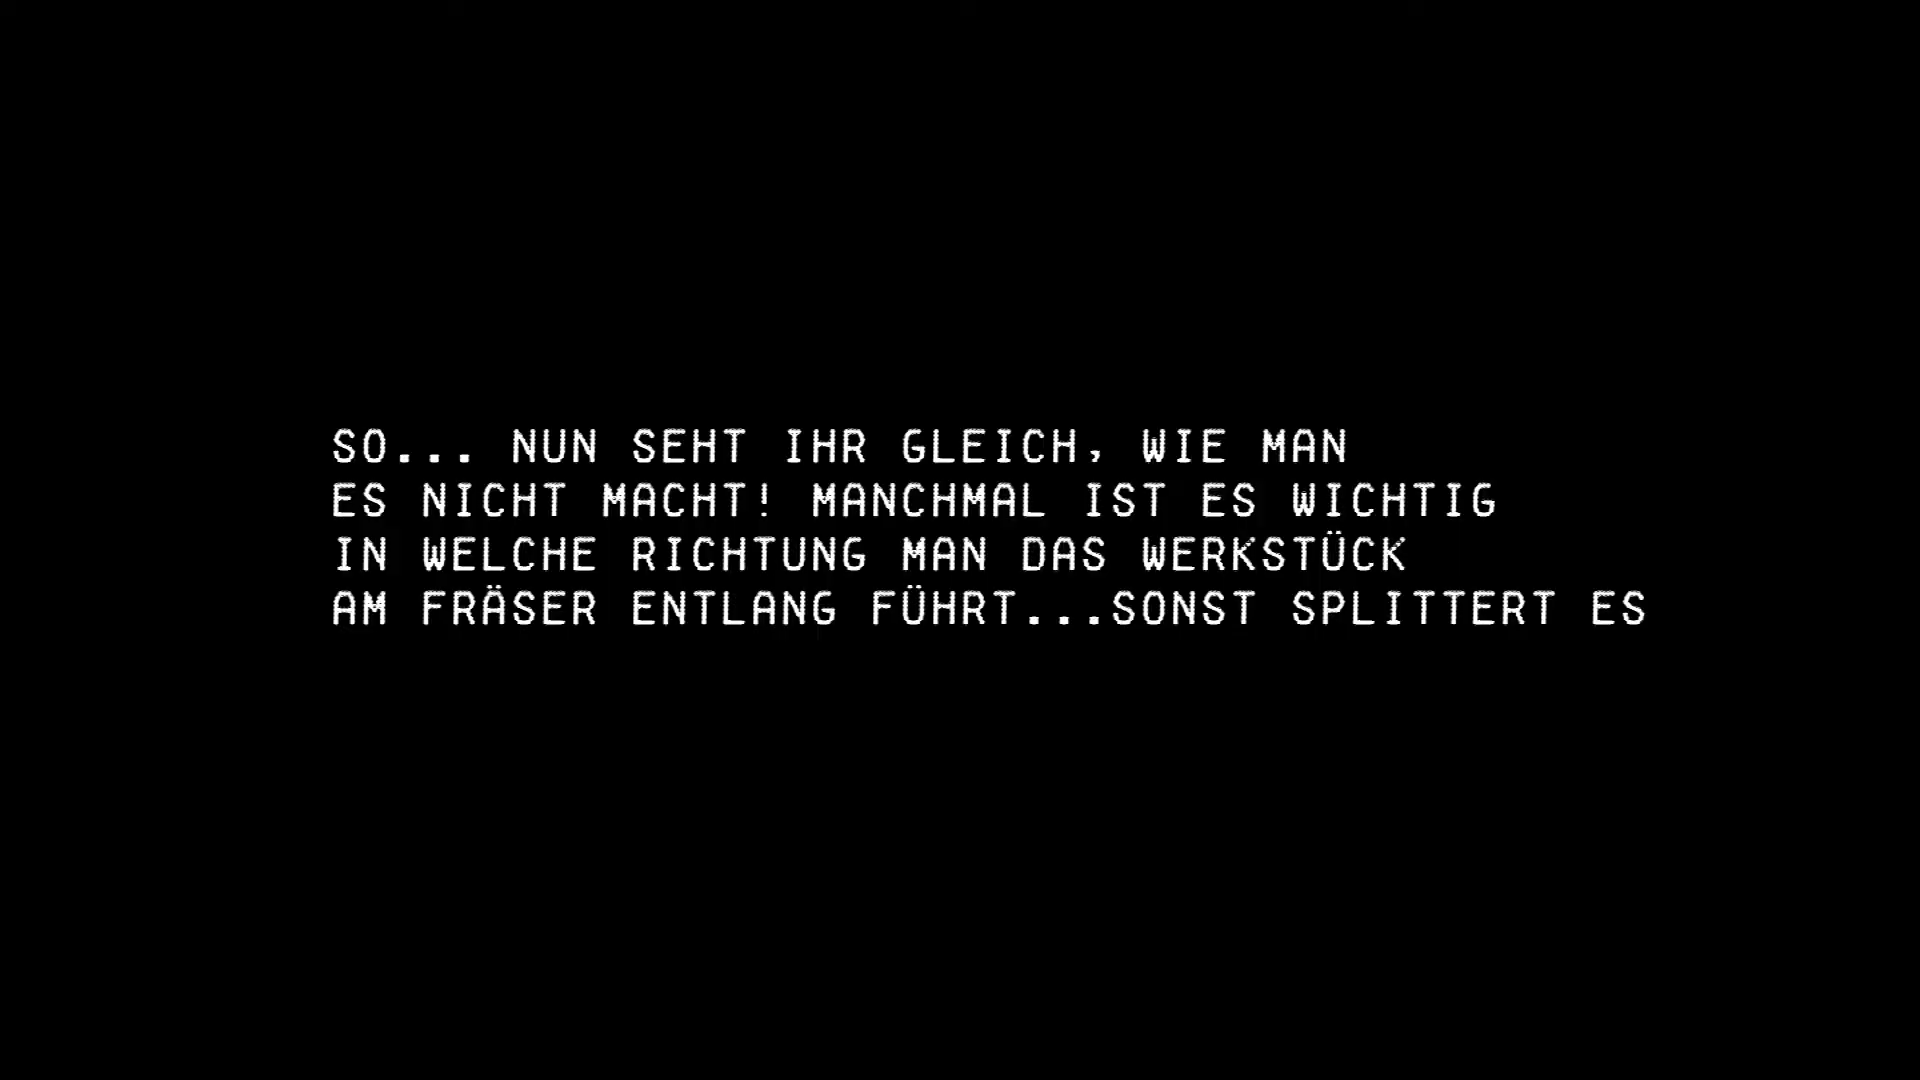 SO... NUN SEHT IHR GLEICH, WIE MAN
ES NICHT MACHT! MANCHMAL IST ES WICHTIG
IN WELCHE RICHTUNG MAN DAS WERKSTÜCK
AM FRÄSER ENTLANG FÜHRT...SONST SPLITTERT ES